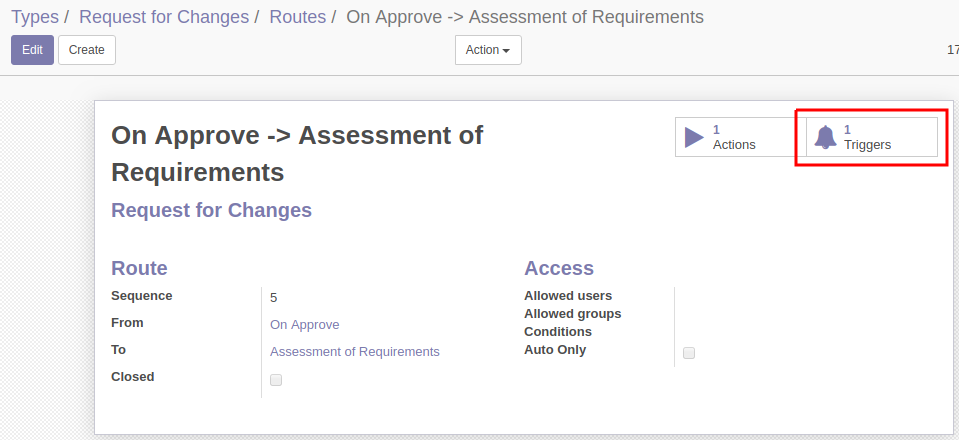 Types / Request for Changes / Routes / On Approve -> Assessment of Requirements
Edit Create Action 17
On Approve -> Assessment of Requirements
1 Actions
1 Triggers
Request for Changes
Route
Sequence 5
From On Approve
To Assessment of Requirements
Closed
Access
Allowed users
Allowed groups
Conditions
Auto Only